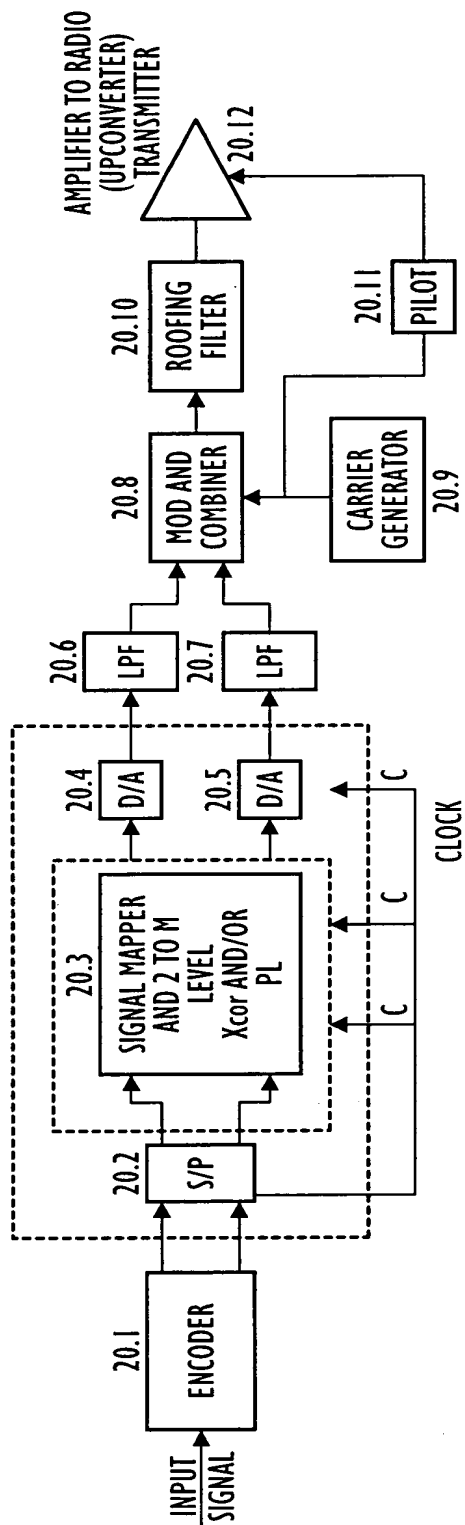 INPUT
SIGNAL
20.1
ENCODER
20.2
S/P
20.3
SIGNAL MAPPER
AND 2 TO M
LEVEL
Xcor AND/OR
PL
20.4
D/A
20.5
D/A
C
C
C
CLOCK
20.6
LPF
20.7
LPF
20.8
MOD AND
COMBINER
CARRIER
GENERATOR
20.9
20.10
ROOFING
FILTER
20.11
PILOT
AMPLIFIER TO RADIO
(UPCONVERTER)
TRANSMITTER
20.12